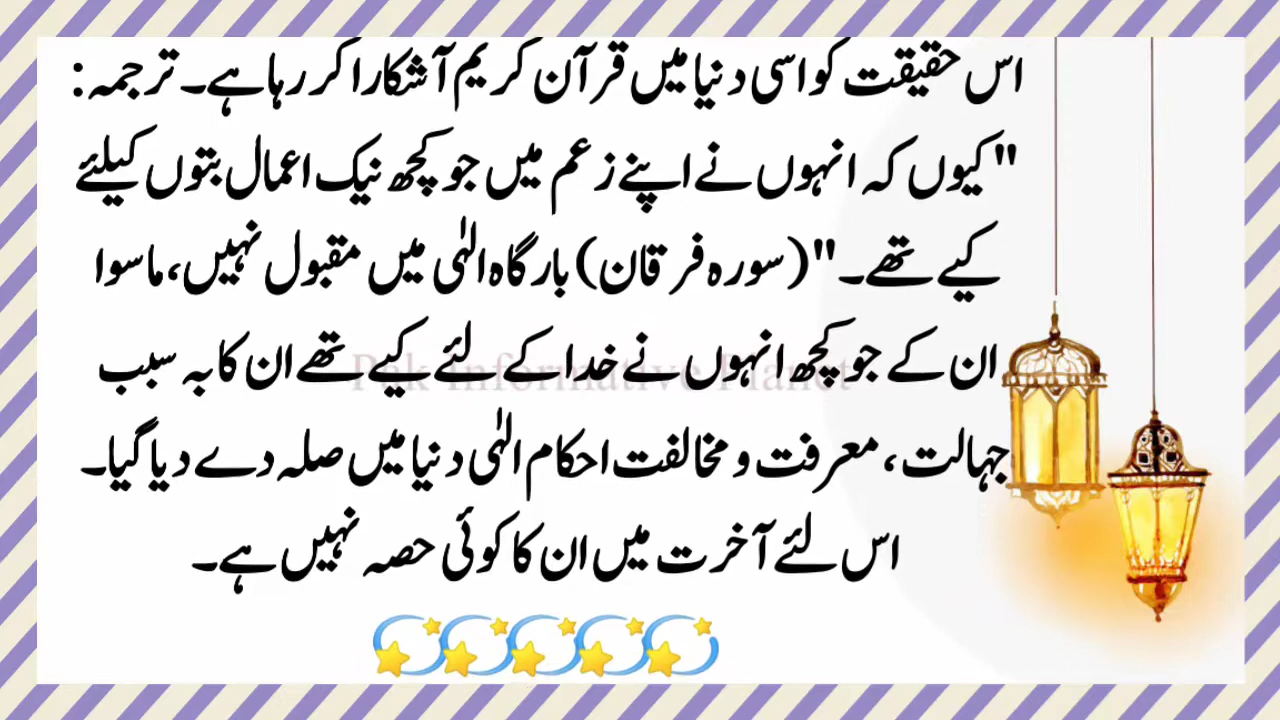 اس حقیقت کو اسی دنیا میں قرآن کریم آشکارا کر رہا ہے۔ ترجمہ:
"کیوں کہ انہوں نے اپنے زعم میں جو کچھ نیک اعمال بتوں کیلئے
کیے تھے۔" (سورہ فرقان) بارگاہ الٰہی میں مقبول نہیں، ماسوا
ان کے جو کچھ انہوں نے خدا کے لئے کیے تھے ان کا بہ سبب
Pak Informative Planet
جہالت، معرفت و مخالفت احکام الٰہی دنیا میں صلہ دے دیا گیا۔
اس لئے آخرت میں ان کا کوئی حصہ نہیں ہے۔